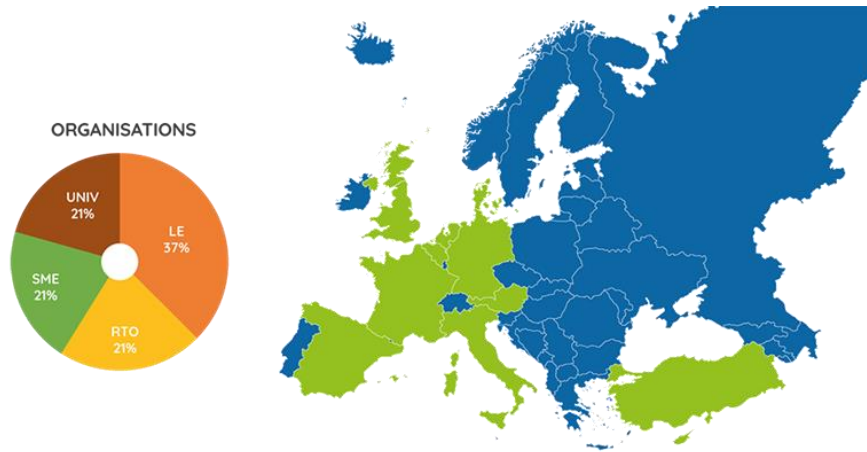 ORGANISATIONS
UNIV
21%
LE
37%
SME
21%
RTO
21%